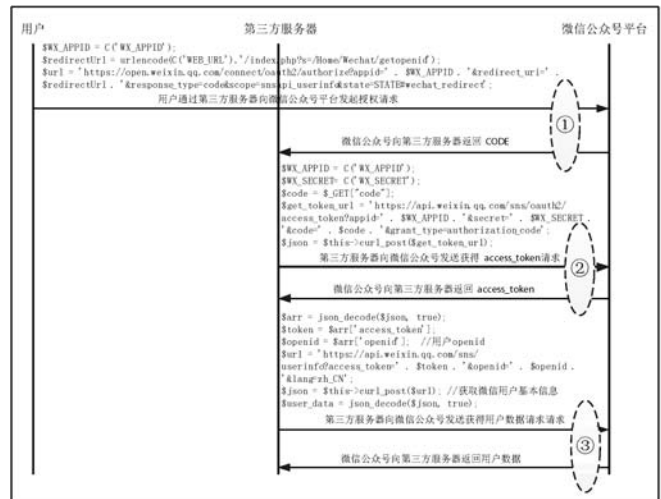 用户 第三方服务器 微信公众号平台
$WX_APPID = C('WX_APPID');
$redirectUrl = urlencode(C('WEB_URL').'/index.php?s=/Home/Wechat/getopenid');
$url = 'https://open.weixin.qq.com/connect/oauth2/authorize?appid=' . $WX_APPID . '&redirect_uri=' .
$redirectUrl . '&response_type=code&scope=snsapi_userinfo&state=STATE#wechat_redirect';
用户通过第三方服务器向微信公众号平台发起授权请求
①
微信公众号向第三方服务器返回 CODE
$WX_APPID = C('WX_APPID');
$WX_SECRET= C('WX_SECRET');
$code = $_GET["code"];
$get_token_url = 'https://api.weixin.qq.com/sns/oauth2/
access_token?appid=' . $WX_APPID . '&secret=' . $WX_SECRET .
'&code=' . $code . '&grant_type=authorization_code';
$json = $this->curl_post($get_token_url);
第三方服务器向微信公众号发送获得 access_token请求
②
微信公众号向第三方服务器返回 access_token
$arr = json_decode($json, true);
$token = $arr['access_token'];
$openid = $arr['openid']; //用户openid
$url = 'https://api.weixin.qq.com/sns/
userinfo?access_token=' . $token . '&openid=' . $openid .
'&lang=zh_CN';
$json = $this->curl_post($url); //获取微信用户基本信息
$user_data = json_decode($json, true);
第三方服务器向微信公众号发送获得用户数据请求请求
③
微信公众号向第三方服务器返回用户数据